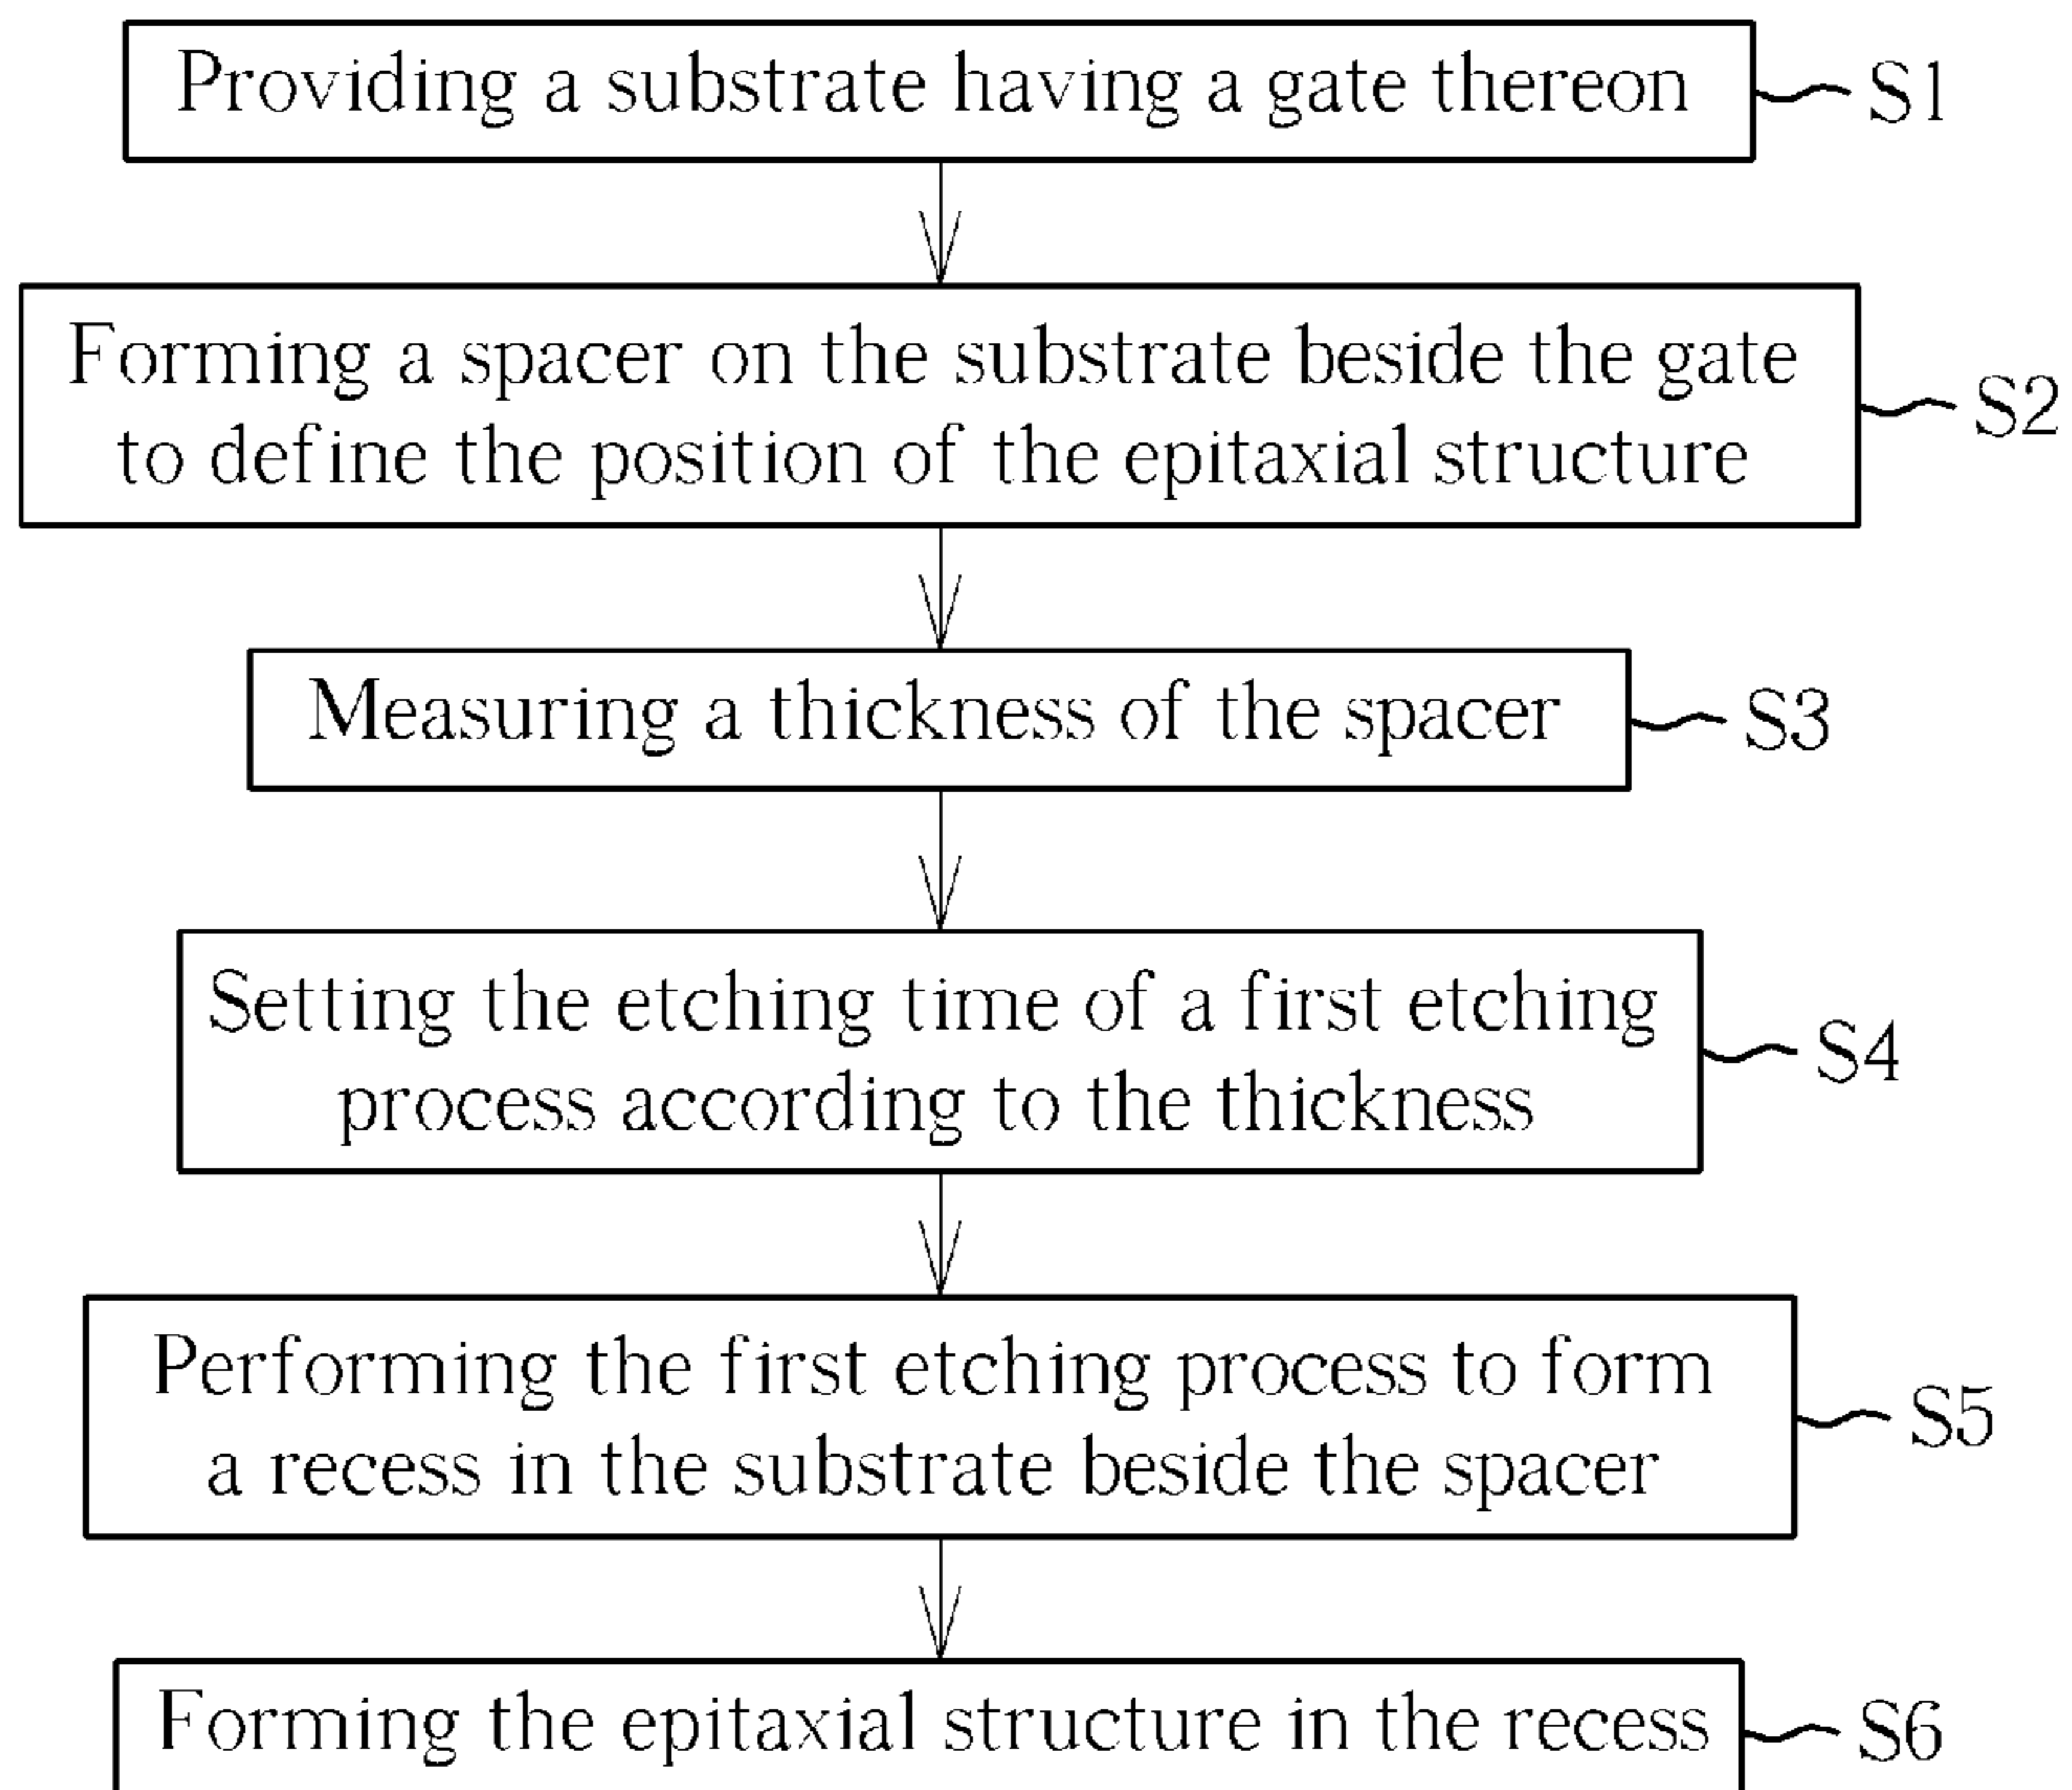 Providing a substrate having a gate thereon
S1
Forming a spacer on the substrate beside the gate
to define the position of the epitaxial structure
S2
Measuring a thickness of the spacer
S3
Setting the etching time of a first etching
process according to the thickness
S4
Performing the first etching process to form
a recess in the substrate beside the spacer
S5
Forming the epitaxial structure in the recess
S6